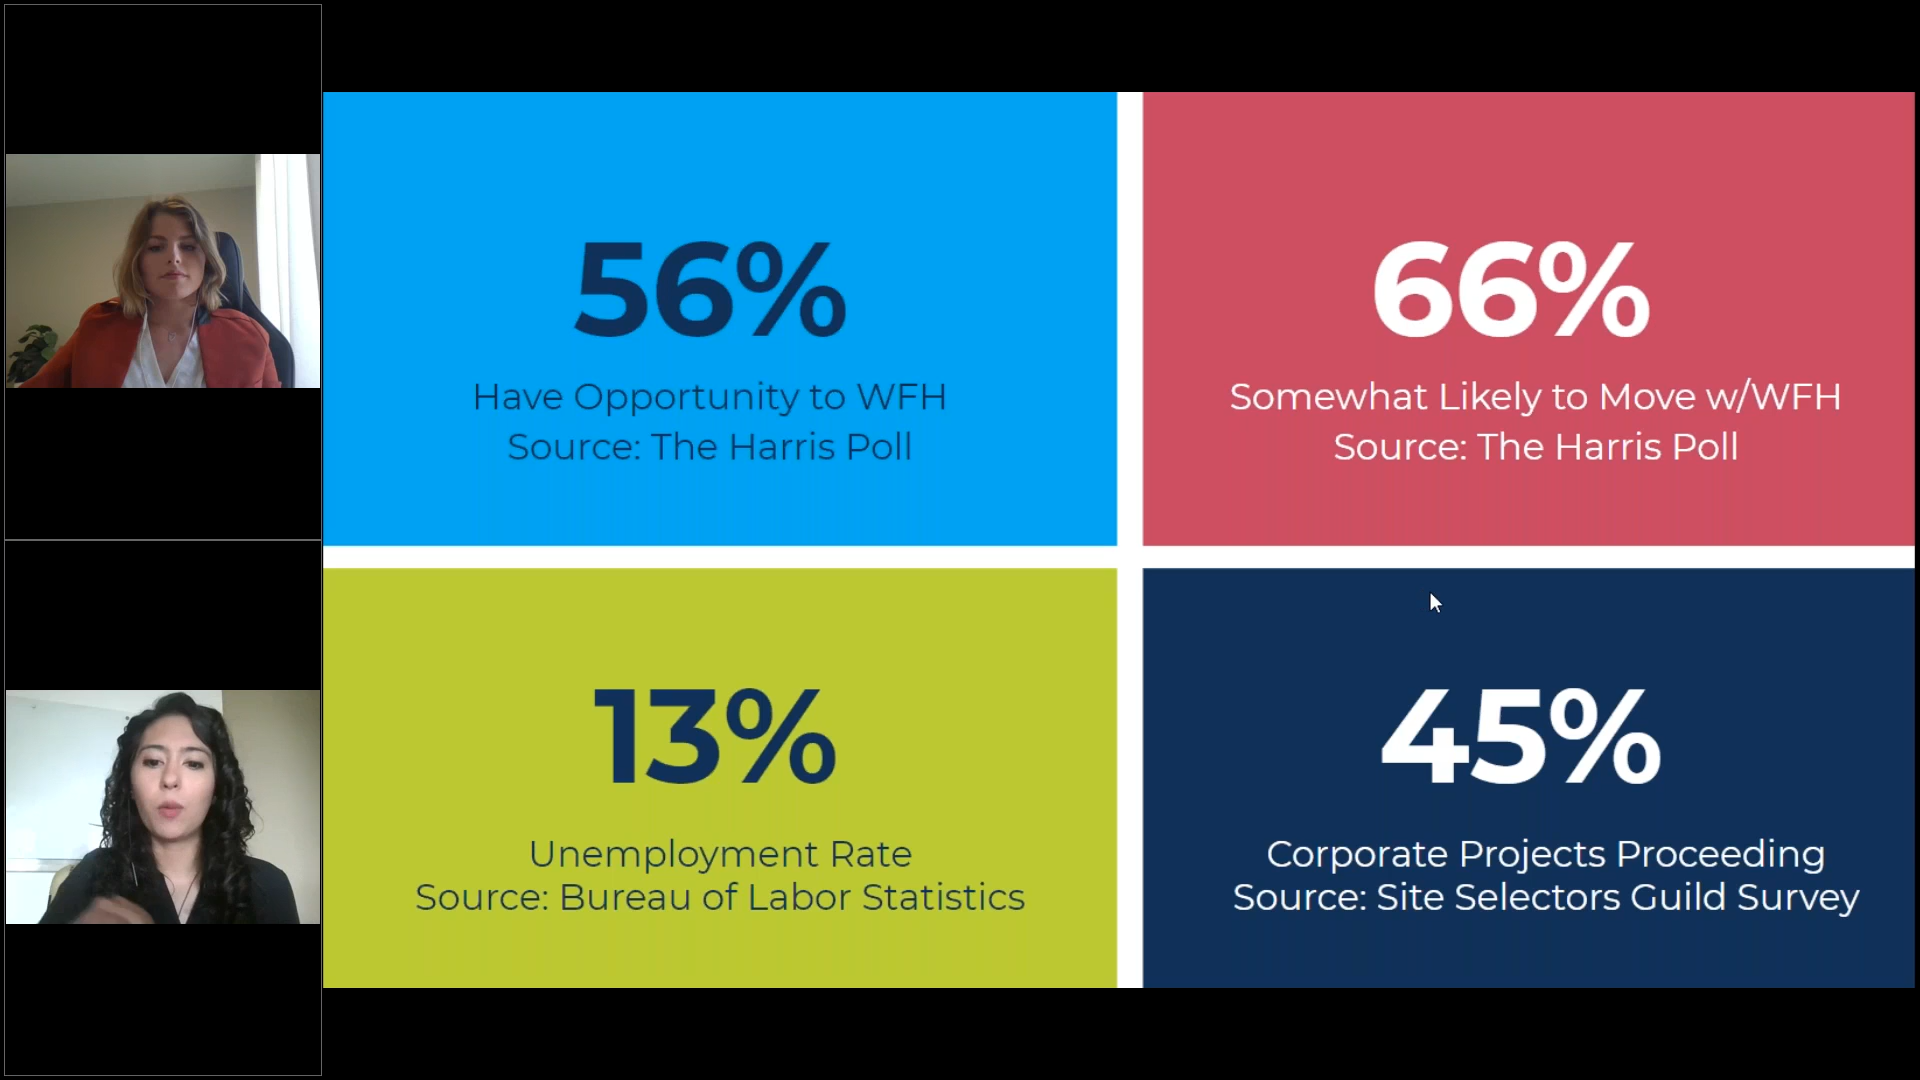 56%
Have Opportunity to WFH
Source: The Harris Poll
66%
Somewhat Likely to Move w/WFH
Source: The Harris Poll
13%
Unemployment Rate
Source: Bureau of Labor Statistics
45%
Corporate Projects Proceeding
Source: Site Selectors Guild Survey